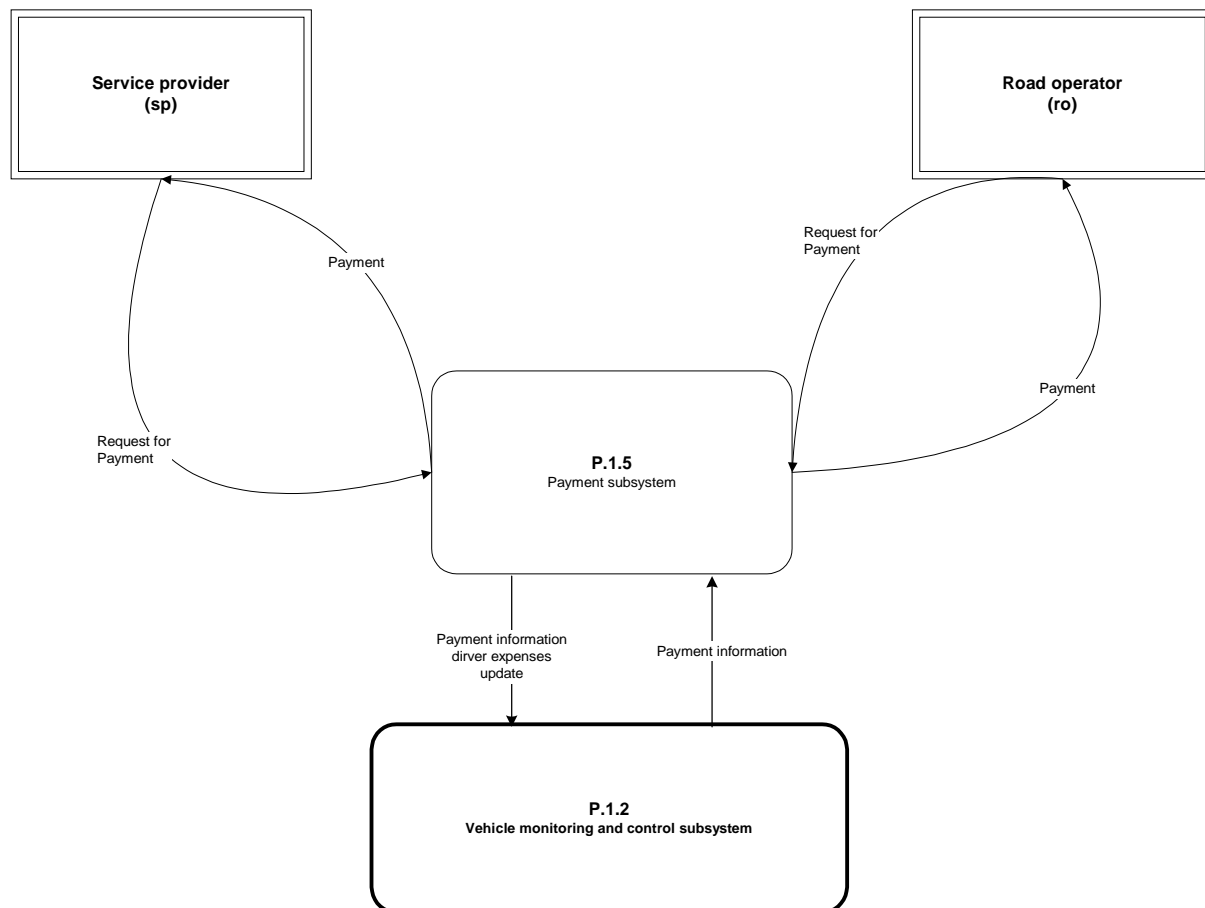 Service provider
(sp)
Road operator
(ro)
Request for
Payment
Payment
Payment
Request for
Payment
P.1.5
Payment subsystem
Payment information
dirver expenses
update
Payment information
P.1.2
Vehicle monitoring and control subsystem